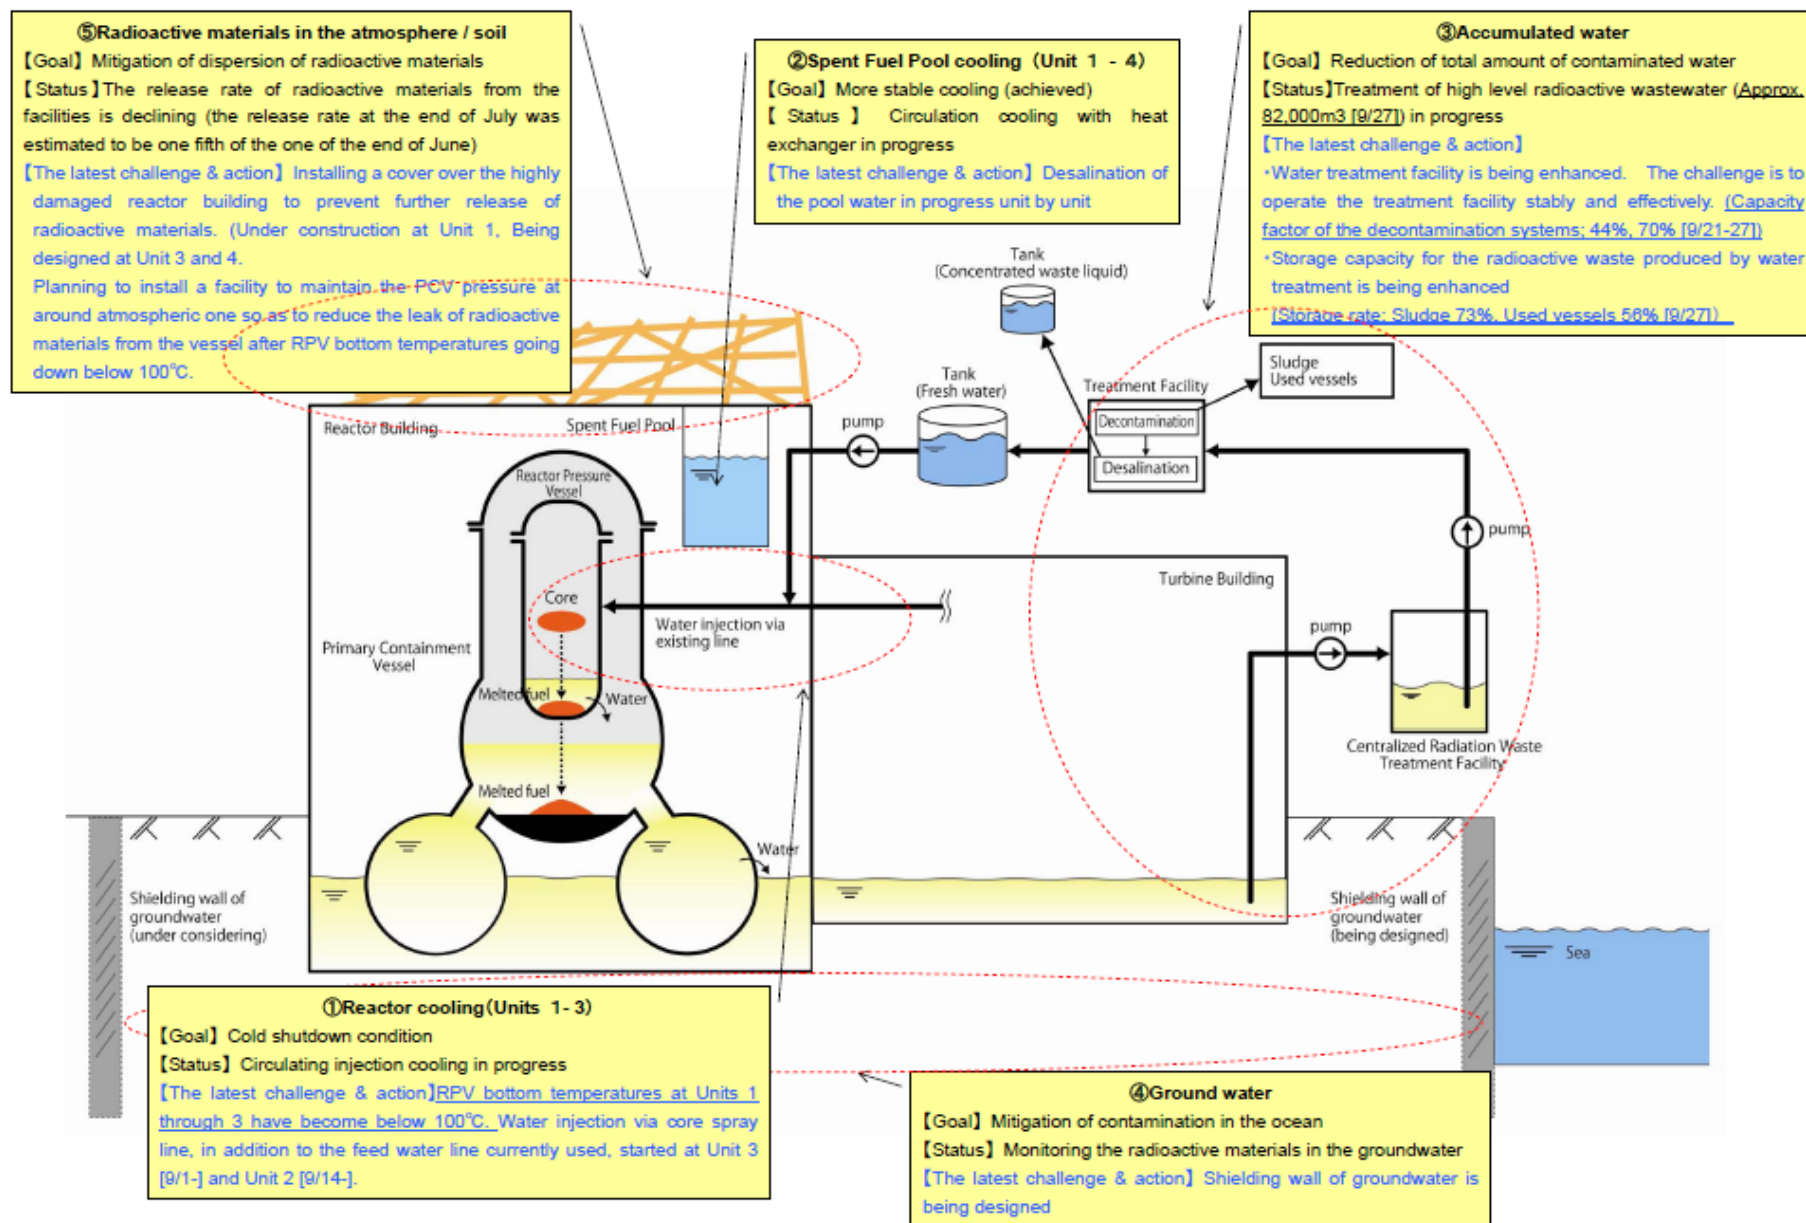 ⑤Radioactive materials in the atmosphere / soil
【Goal】Mitigation of dispersion of radioactive materials
【Status】The release rate of radioactive materials from the
facilities is declining (the release rate at the end of July was
estimated to be one fifth of the one of the end of June)
【The latest challenge & action】Installing a cover over the highly
damaged reactor building to prevent further release of
radioactive materials. (Under construction at Unit 1, Being
designed at Unit 3 and 4.
Planning to install a facility to maintain the PCV pressure at
around atmospheric one so as to reduce the leak of radioactive
materials from the vessel after RPV bottom temperatures going
down below 100℃.
②Spent Fuel Pool cooling (Unit 1 - 4)
【Goal】More stable cooling (achieved)
【Status】Circulation cooling with heat
exchanger in progress
【The latest challenge & action】Desalination of
the pool water in progress unit by unit
③Accumulated water
【Goal】Reduction of total amount of contaminated water
【Status】Treatment of high level radioactive wastewater (Approx.
82,000m3 [9/27]) in progress
【The latest challenge & action】
・Water treatment facility is being enhanced. The challenge is to
operate the treatment facility stably and effectively. (Capacity
factor of the decontamination systems; 44%, 70% [9/21-27])
・Storage capacity for the radioactive waste produced by water
treatment is being enhanced
(Storage rate: Sludge 73%, Used vessels 56% [9/27])
Tank
(Concentrated waste liquid)
Sludge
Used vessels
Tank
(Fresh water)
Treatment Facility
Decontamination
Desalination
pump
pump
Reactor Building
Spent Fuel Pool
Reactor Pressure
Vessel
Core
Water injection via
existing line
Turbine Building
pump
Primary Containment
Vessel
Melted fuel
Water
Centralized Radiation Waste
Treatment Facility
Melted fuel
Water
Shielding wall of
groundwater
(under considering)
Shielding wall of
groundwater
(being designed)
Sea
①Reactor cooling(Units 1- 3)
【Goal】Cold shutdown condition
【Status】Circulating injection cooling in progress
【The latest challenge & action】RPV bottom temperatures at Units 1
through 3 have become below 100℃. Water injection via core spray
line, in addition to the feed water line currently used, started at Unit 3
[9/1-] and Unit 2 [9/14-].
④Ground water
【Goal】Mitigation of contamination in the ocean
【Status】Monitoring the radioactive materials in the groundwater
【The latest challenge & action】Shielding wall of groundwater is
being designed